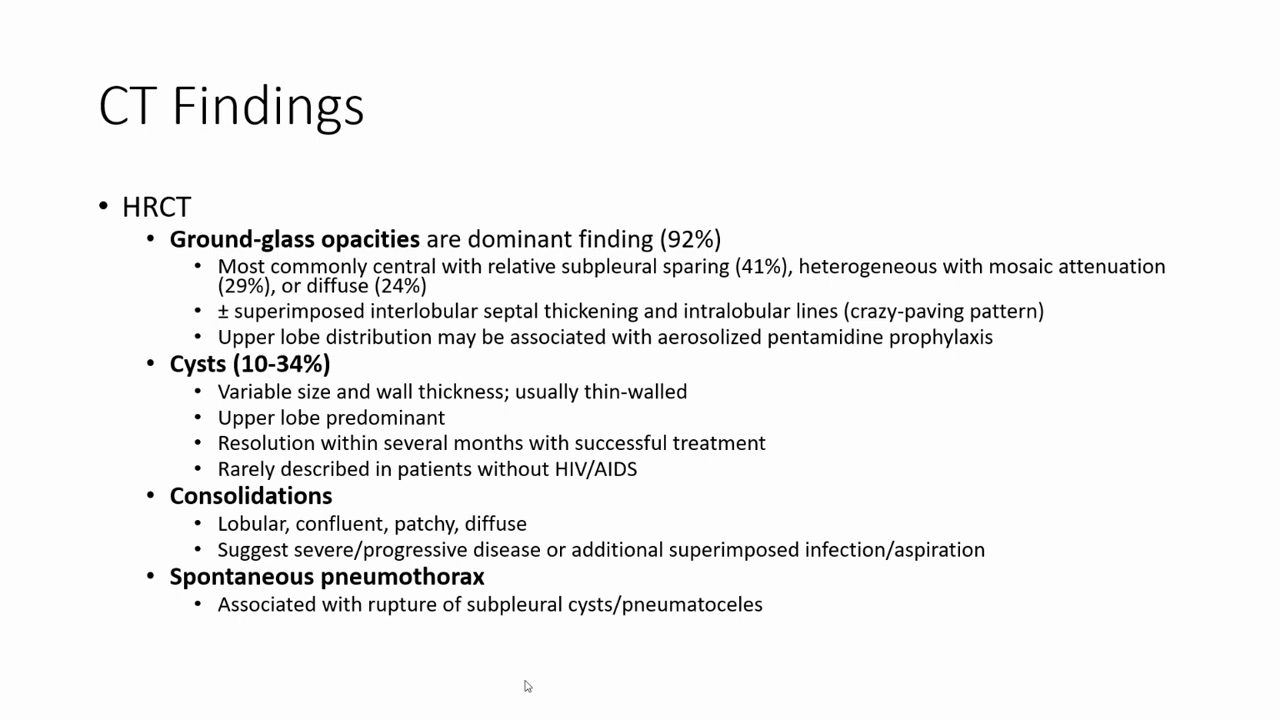 CT Findings
• HRCT
• Ground-glass opacities are dominant finding (92%)
• Most commonly central with relative subpleural sparing (41%), heterogeneous with mosaic attenuation
(29%), or diffuse (24%)
• ± superimposed interlobular septal thickening and intralobular lines (crazy-paving pattern)
• Upper lobe distribution may be associated with aerosolized pentamidine prophylaxis
• Cysts (10-34%)
• Variable size and wall thickness; usually thin-walled
• Upper lobe predominant
• Resolution within several months with successful treatment
• Rarely described in patients without HIV/AIDS
• Consolidations
• Lobular, confluent, patchy, diffuse
• Suggest severe/progressive disease or additional superimposed infection/aspiration
• Spontaneous pneumothorax
• Associated with rupture of subpleural cysts/pneumatoceles